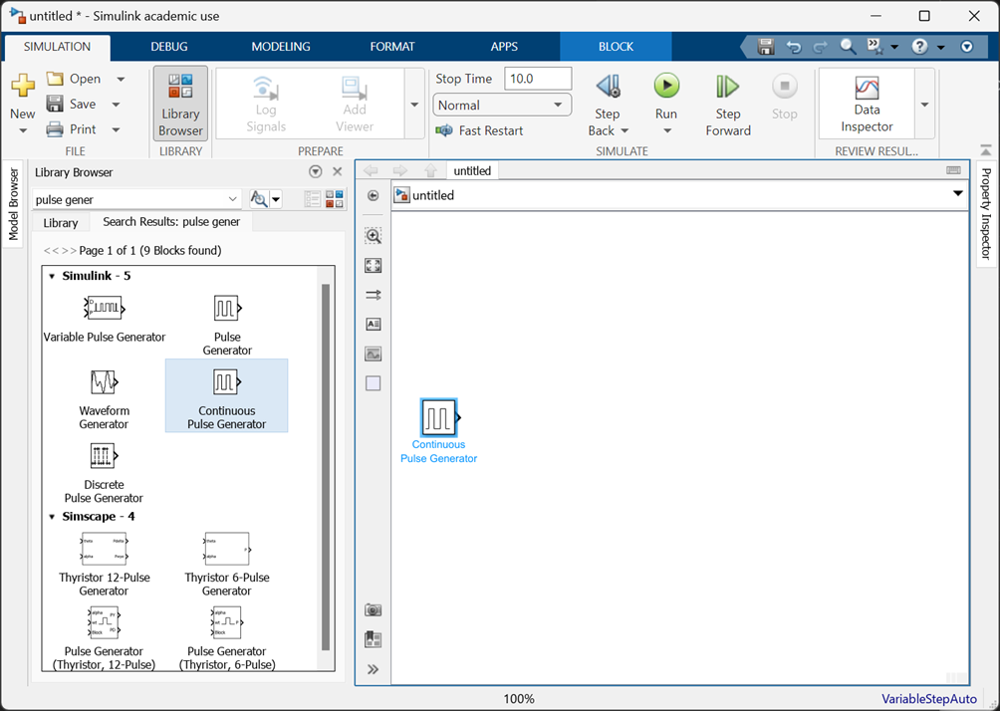 untitled * - Simulink academic use
SIMULATION DEBUG MODELING FORMAT APPS BLOCK
New
Open
Save
Print
FILE
Library
Browser
LIBRARY
Log
Signals
Add
Viewer
PREPARE
Stop Time 10.0
Normal
Fast Restart
Step
Back
Run
Step
Forward
Stop
SIMULATE
Data
Inspector
REVIEW RESUL...
Model Browser
Library Browser
pulse gener
Library Search Results: pulse gener
<<>> Page 1 of 1 (9 Blocks found)
Simulink - 5
Variable Pulse Generator
Pulse
Generator
Waveform
Generator
Continuous
Pulse Generator
Discrete
Pulse Generator
Simscape - 4
Thyristor 12-Pulse
Generator
Thyristor 6-Pulse
Generator
Pulse Generator
(Thyristor, 12-Pulse)
Pulse Generator
(Thyristor, 6-Pulse)
untitled
untitled
Continuous
Pulse Generator
Property Inspector
100%
VariableStepAuto